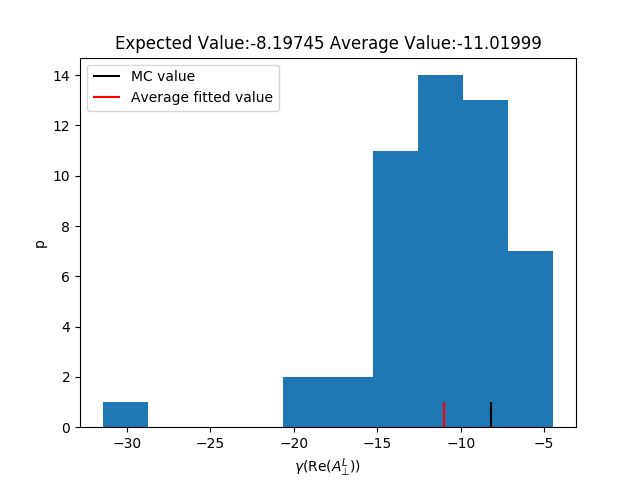 Expected Value:-8.19745 Average Value:-11.01999
MC value
Average fitted value
14
12
10
8
6
4
2
0
p
−30 −25 −20 −15 −10 −5
γ(Re(A⊥^L))